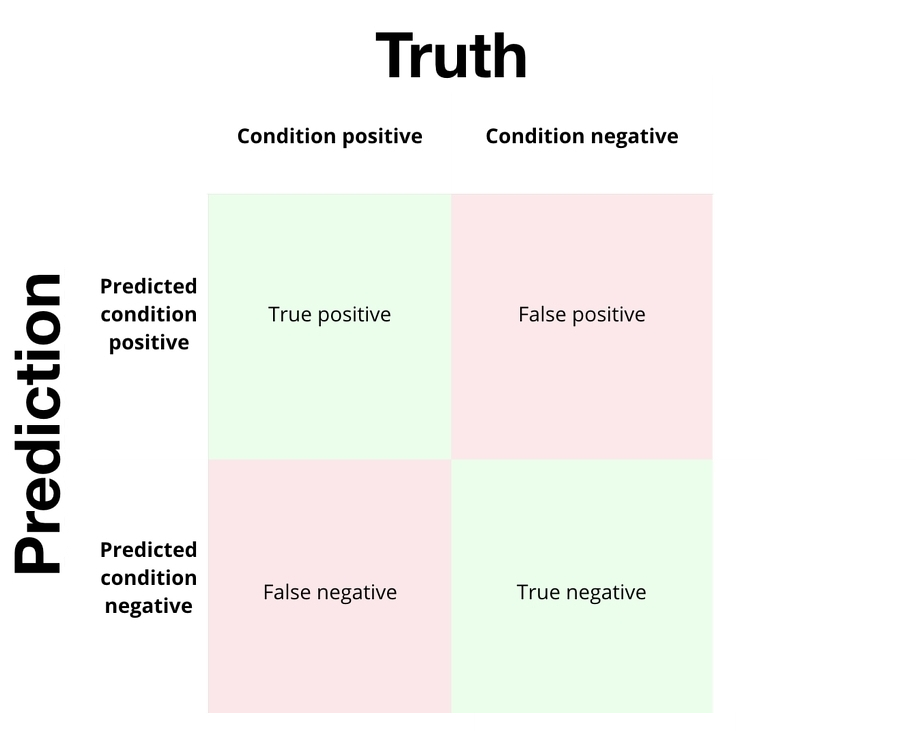 Truth
Condition positive
Condition negative
Prediction
Predicted
condition
positive
True positive
False positive
Predicted
condition
negative
False negative
True negative